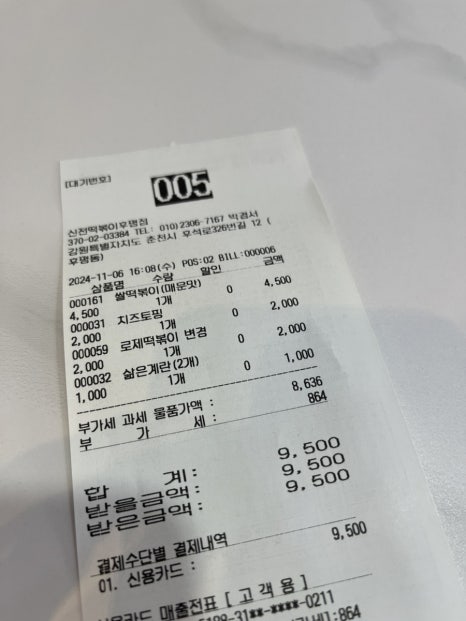 [대기번호]
005
신전떡볶이후평점
370-02-03384 TEL: 010)2306-7167 박경서
강원특별자치도 춘천시 후석로326번길 12 (
후평동)
2024-11-06 16:08(수) POS:02 BILL:000006
상품명 수량 할인 금액
000161 쌀떡볶이(매운맛)
4,500 1개 0 4,500
000031 치즈토핑
2,000 1개 0 2,000
000059 로제떡볶이 변경
2,000 1개 0 2,000
000032 삶은계란(2개)
1,000 1개 0 1,000
부가세 과세 물품가액 : 8,636
부 가 세 : 864
합 계 : 9,500
받을금액 : 9,500
받은금액 : 9,500
결제수단별 결제내역
01. 신용카드 : 9,500
신용카드 매출전표 [ 고 객 용 ]
-31**-****-0211
:864